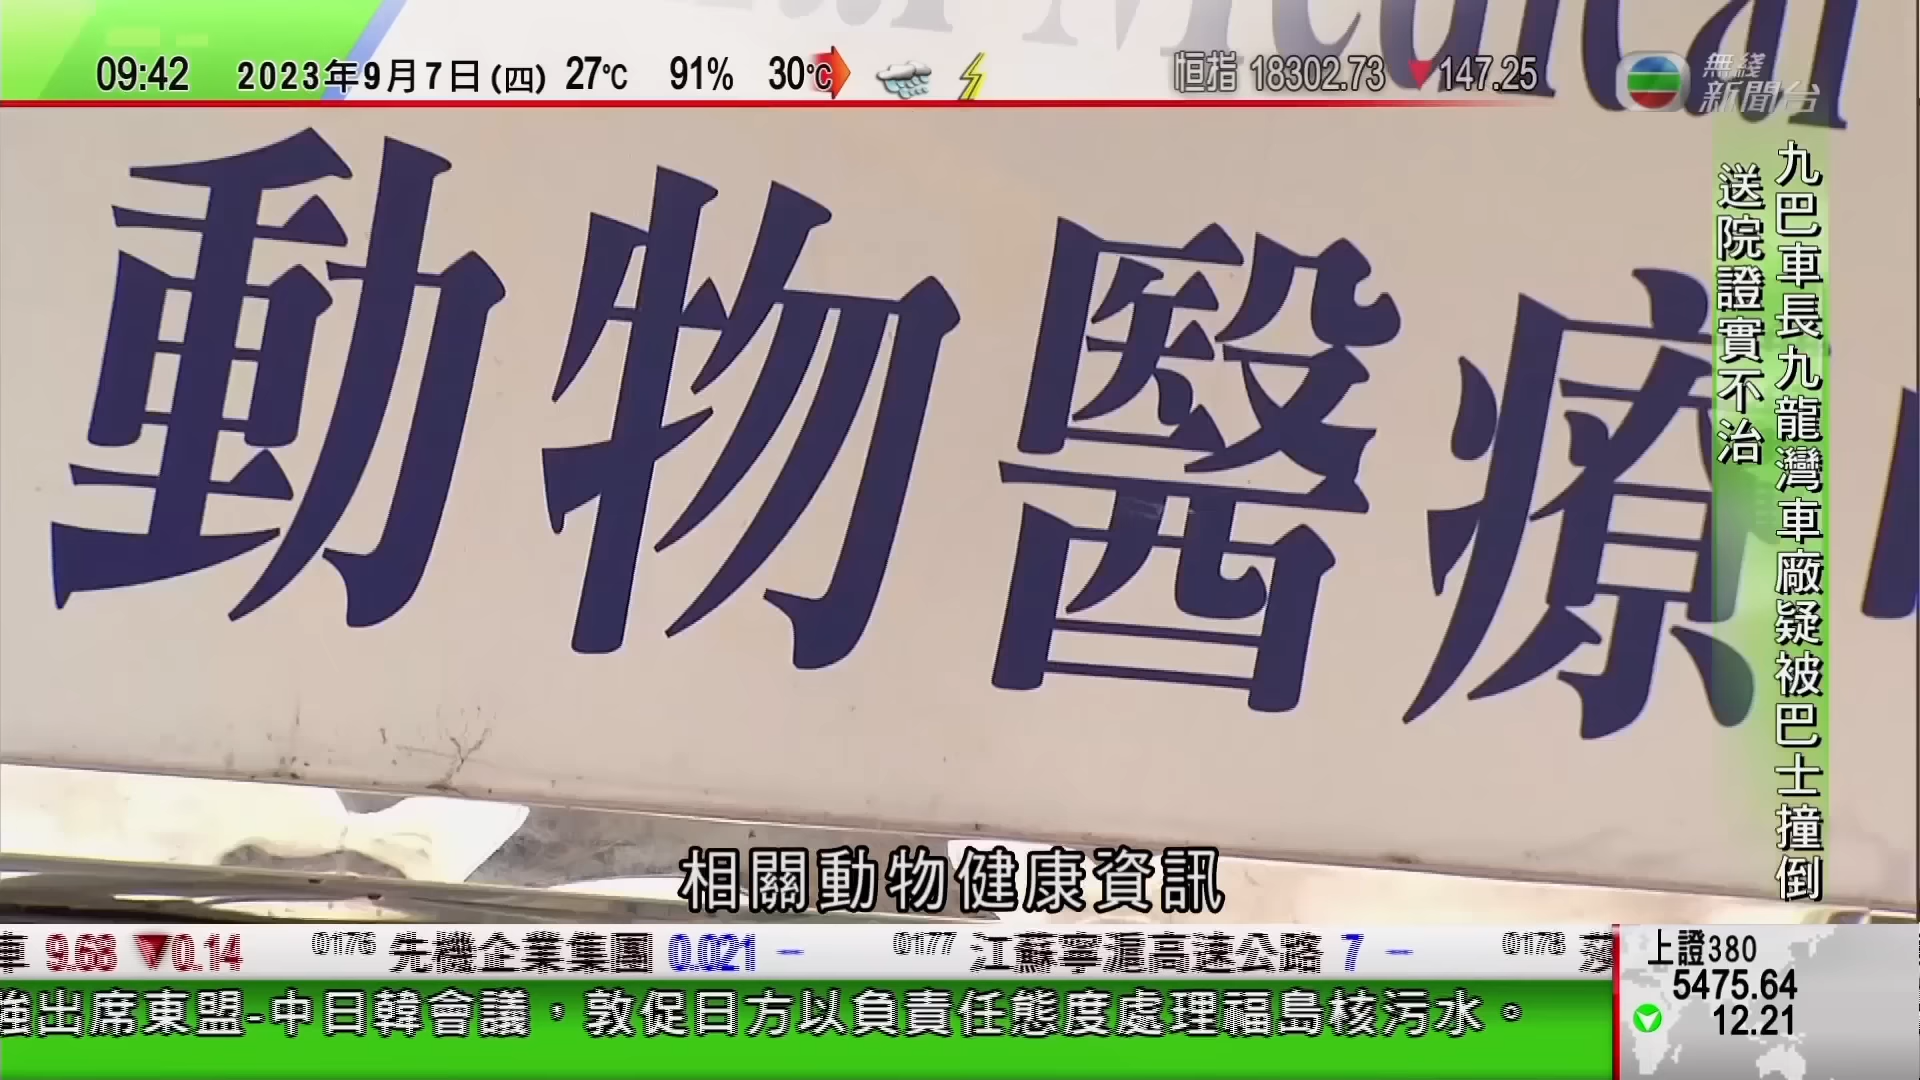 Medical
09:42 2023年9月7日(四) 27℃ 91% 30℃ 恒指 18302.73 ▼147.25
無綫
新聞台
動物醫療
九巴車長九龍灣車廠疑被巴士撞倒
送院證實不治
相關動物健康資訊
車 9.68 ▼0.14 0176 先機企業集團 0.021 – 0177 江蘇寧滬高速公路 7 – 0178
上證380
5475.64
12.21
強出席東盟-中日韓會議，敦促日方以負責任態度處理福島核污水。